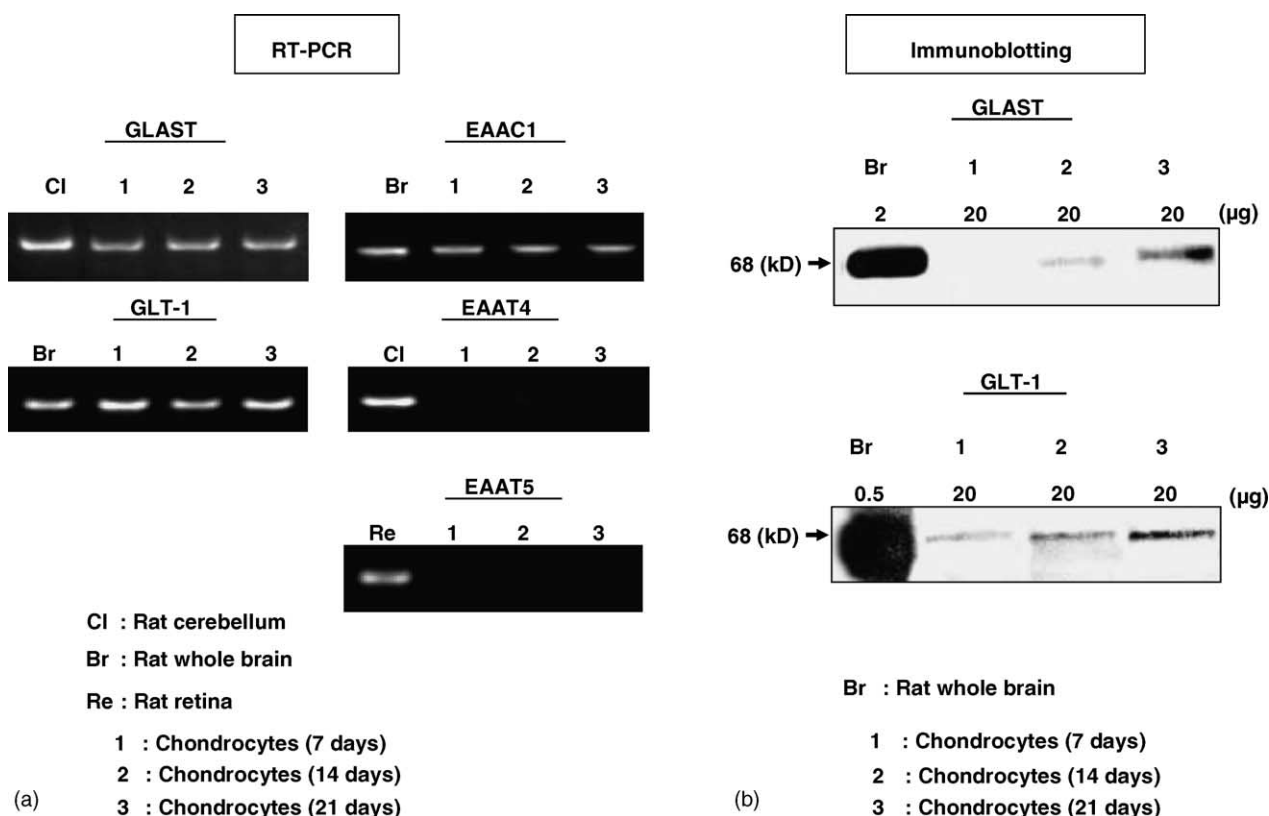 RT-PCR
GLAST
Cl 1 2 3
EAAC1
Br 1 2 3
GLT-1
Br 1 2 3
EAAT4
Cl 1 2 3
EAAT5
Re 1 2 3
Cl : Rat cerebellum
Br : Rat whole brain
Re : Rat retina
1 : Chondrocytes (7 days)
2 : Chondrocytes (14 days)
3 : Chondrocytes (21 days)
(a)
Immunoblotting
GLAST
Br 1 2 3
2 20 20 20 (µg)
68 (kD)
GLT-1
Br 1 2 3
0.5 20 20 20 (µg)
68 (kD)
Br : Rat whole brain
1 : Chondrocytes (7 days)
2 : Chondrocytes (14 days)
3 : Chondrocytes (21 days)
(b)